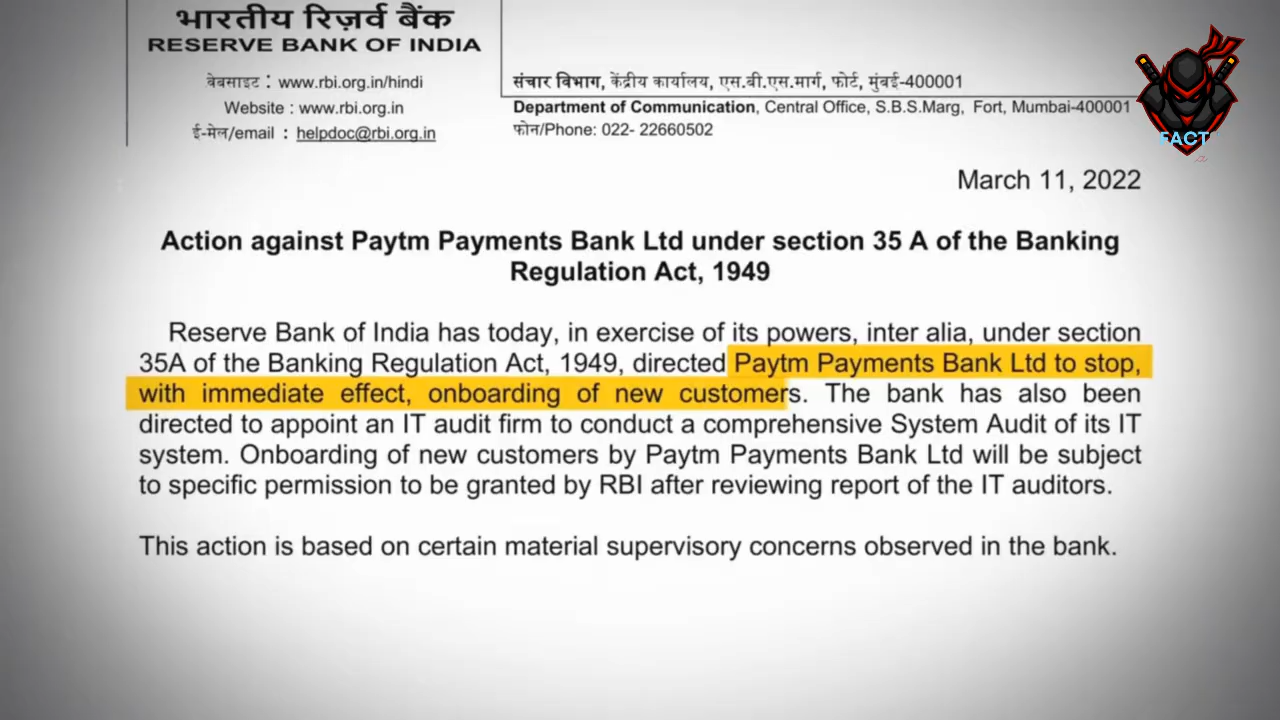 भारतीय रिज़र्व बैंक
RESERVE BANK OF INDIA
वेबसाइट : www.rbi.org.in/hindi
Website : www.rbi.org.in
ई-मेल/email : helpdoc@rbi.org.in
संचार विभाग, केंद्रीय कार्यालय, एस.बी.एस.मार्ग, फोर्ट, मुंबई-400001
Department of Communication, Central Office, S.B.S.Marg, Fort, Mumbai-400001
फोन/Phone: 022- 22660502
FACT
March 11, 2022
Action against Paytm Payments Bank Ltd under section 35 A of the Banking
Regulation Act, 1949
Reserve Bank of India has today, in exercise of its powers, inter alia, under section
35A of the Banking Regulation Act, 1949, directed Paytm Payments Bank Ltd to stop,
with immediate effect, onboarding of new customers. The bank has also been
directed to appoint an IT audit firm to conduct a comprehensive System Audit of its IT
system. Onboarding of new customers by Paytm Payments Bank Ltd will be subject
to specific permission to be granted by RBI after reviewing report of the IT auditors.
This action is based on certain material supervisory concerns observed in the bank.